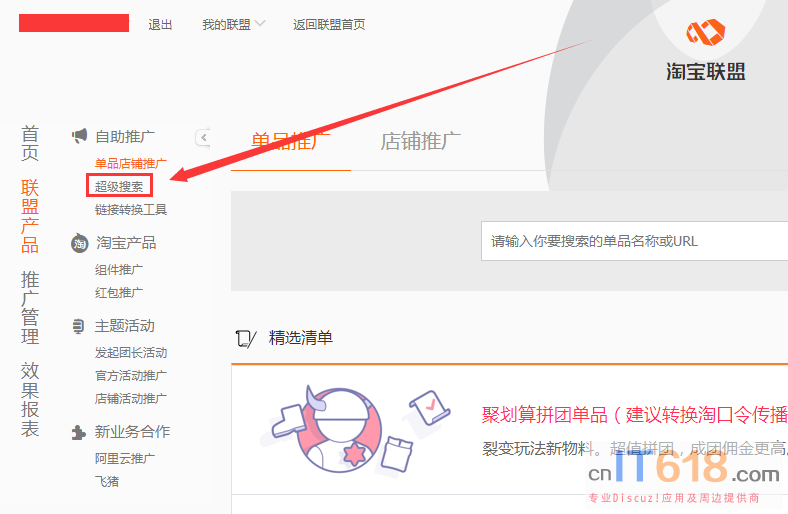 退出
我的联盟
返回联盟首页
淘宝联盟
首页
联盟产品
推广管理
效果报表
自助推广
单品店铺推广
超级搜索
链接转换工具
淘
淘宝产品
组件推广
红包推广
主题活动
发起团长活动
官方活动推广
店铺活动推广
新业务合作
阿里云推广
飞猪
单品推广
店铺推广
请输入你要搜索的单品名称或URL
精选清单
聚划算拼团单品（建议转换淘口令传播
裂变玩法新物料。超值拼团，成团佣金更高,
cnIT618.com
专业Discuz!应用及周边提供商